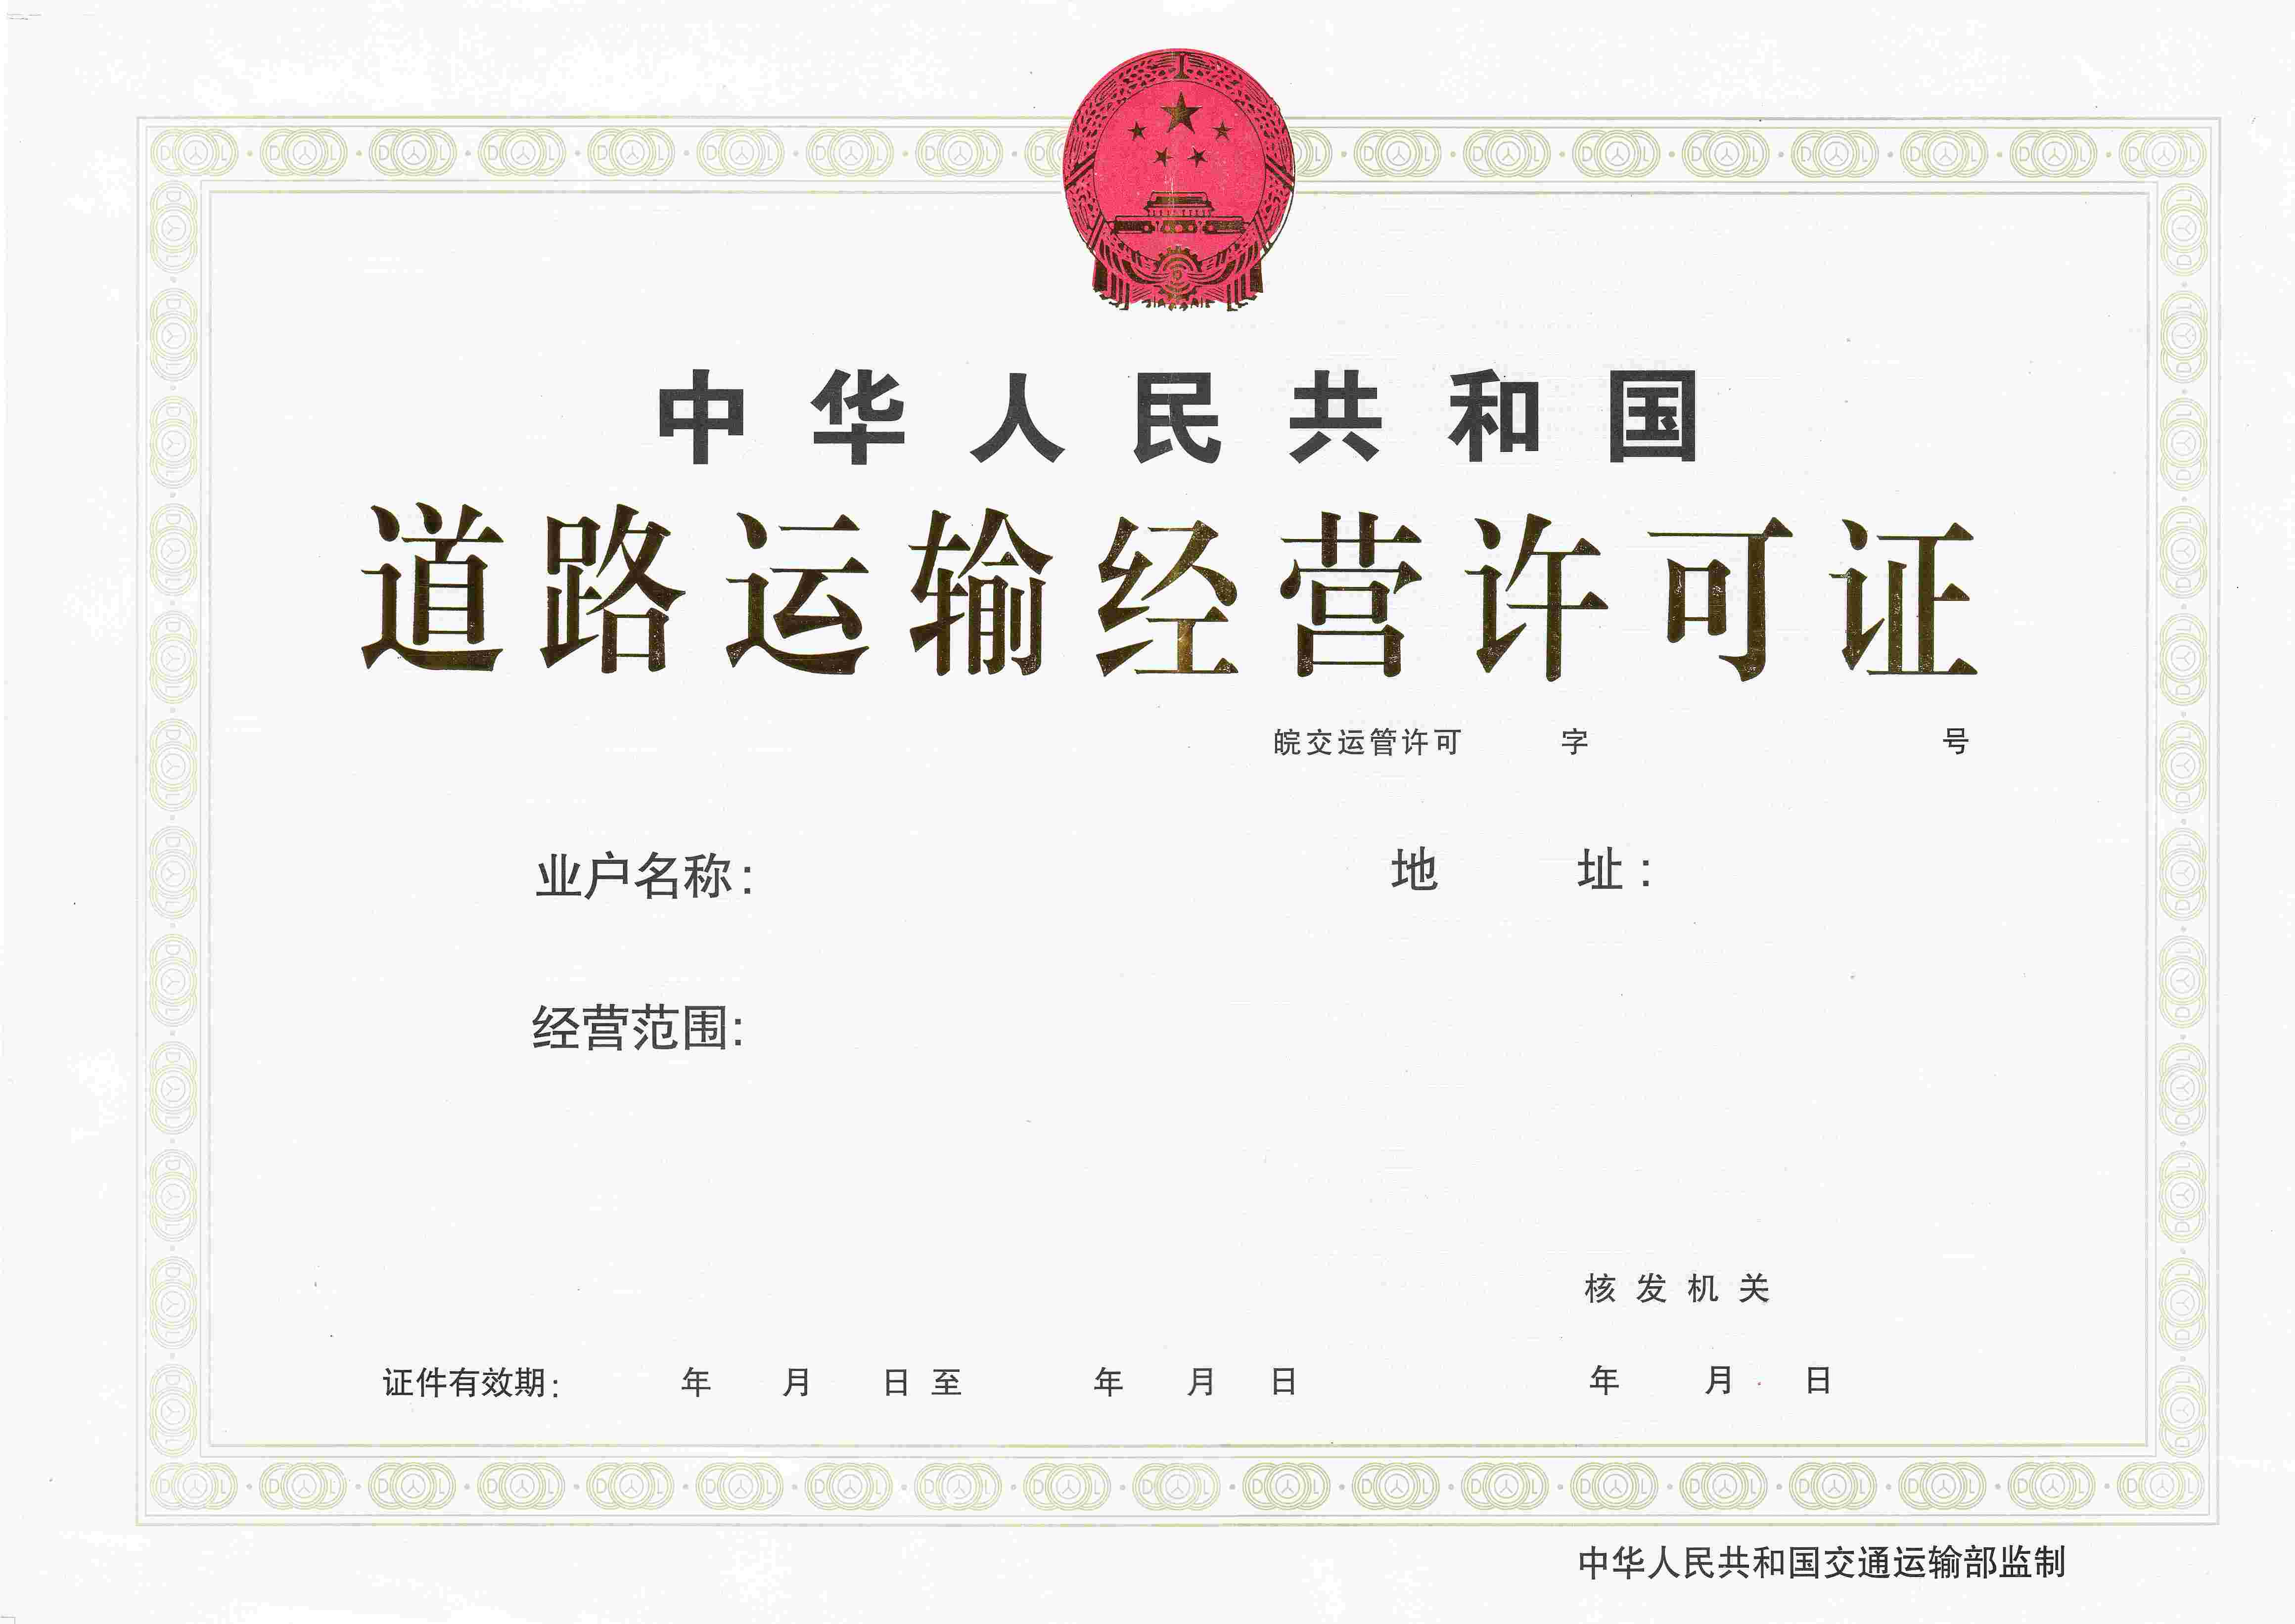 中华人民共和国
道路运输经营许可证
皖交运管许可 字 号
业户名称: 地 址:
经营范围:
核发机关
证件有效期: 年 月 日至 年 月 日 年 月 日
中华人民共和国交通运输部监制